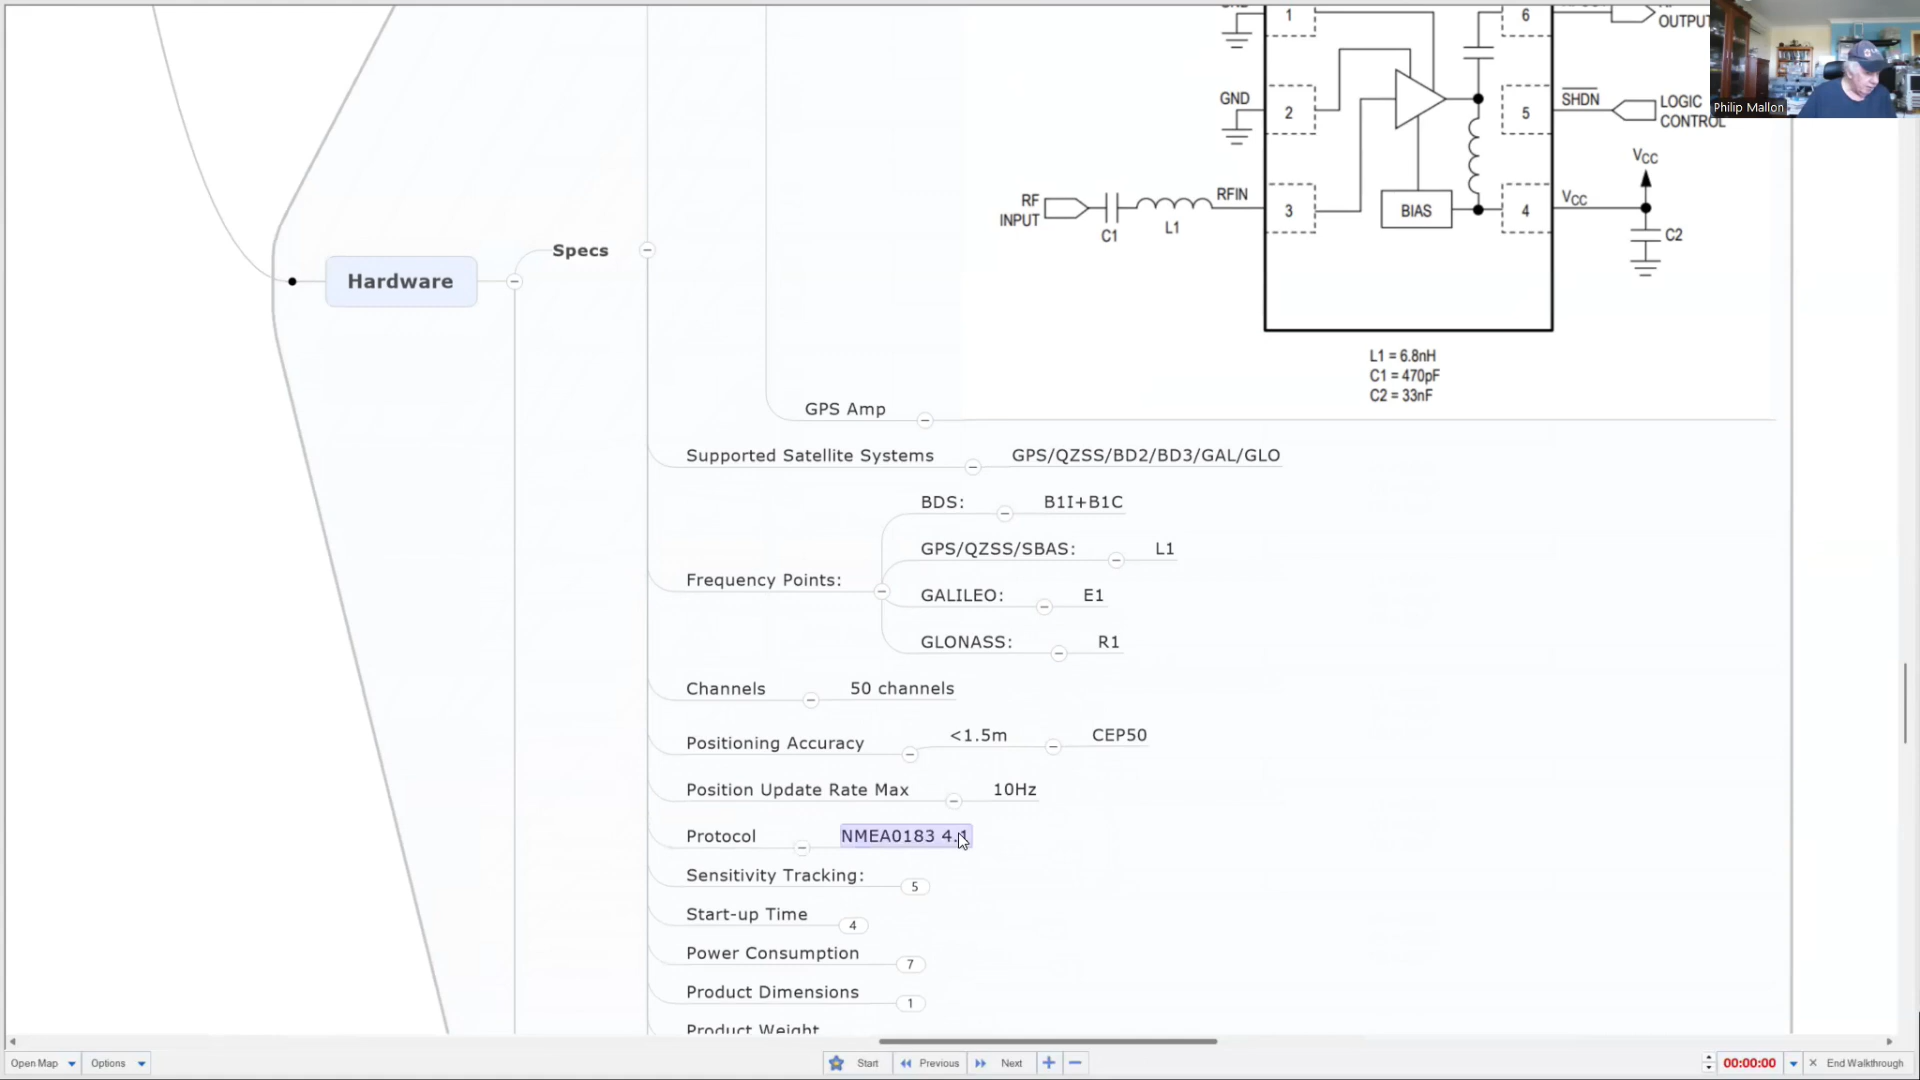 1
6
OUTPUT
GND
2
5
SHDN
LOGIC
CONTROL
Philip Mallon
VCC
RF
INPUT
C1
L1
RFIN
3
BIAS
4
VCC
C2
L1 = 6.8nH
C1 = 470pF
C2 = 33nF
Hardware
Specs
GPS Amp
Supported Satellite Systems GPS/QZSS/BD2/BD3/GAL/GLO
Frequency Points:
BDS: B1I+B1C
GPS/QZSS/SBAS: L1
GALILEO: E1
GLONASS: R1
Channels 50 channels
Positioning Accuracy <1.5m CEP50
Position Update Rate Max 10Hz
Protocol NMEA0183 4.1
Sensitivity Tracking: 5
Start-up Time 4
Power Consumption 7
Product Dimensions 1
Product Weight
Open Map Options Start Previous Next 00:00:00 End Walkthrough